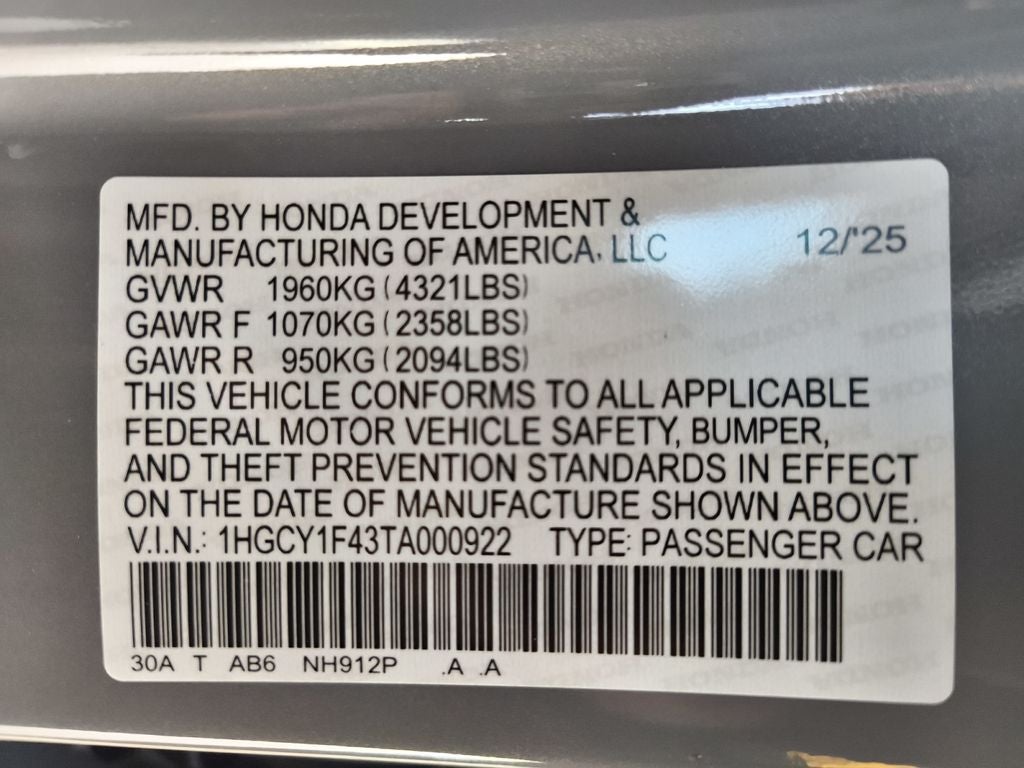 MFD. BY HONDA DEVELOPMENT &
MANUFACTURING OF AMERICA, LLC 12/'25
GVWR 1960KG (4321LBS)
GAWR F 1070KG (2358LBS)
GAWR R 950KG (2094LBS)
THIS VEHICLE CONFORMS TO ALL APPLICABLE
FEDERAL MOTOR VEHICLE SAFETY, BUMPER,
AND THEFT PREVENTION STANDARDS IN EFFECT
ON THE DATE OF MANUFACTURE SHOWN ABOVE.
V.I.N.: 1HGCY1F43TA000922 TYPE: PASSENGER CAR
30A T AB6 NH912P .A .A